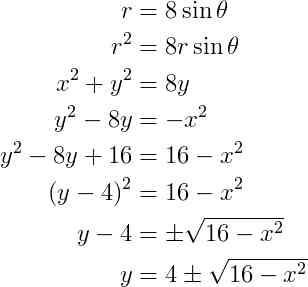 r = 8 sin θ
r² = 8r sin θ
x² + y² = 8y
y² − 8y = −x²
y² − 8y + 16 = 16 − x²
(y − 4)² = 16 − x²
y − 4 = ±√(16 − x²)
y = 4 ± √(16 − x²)